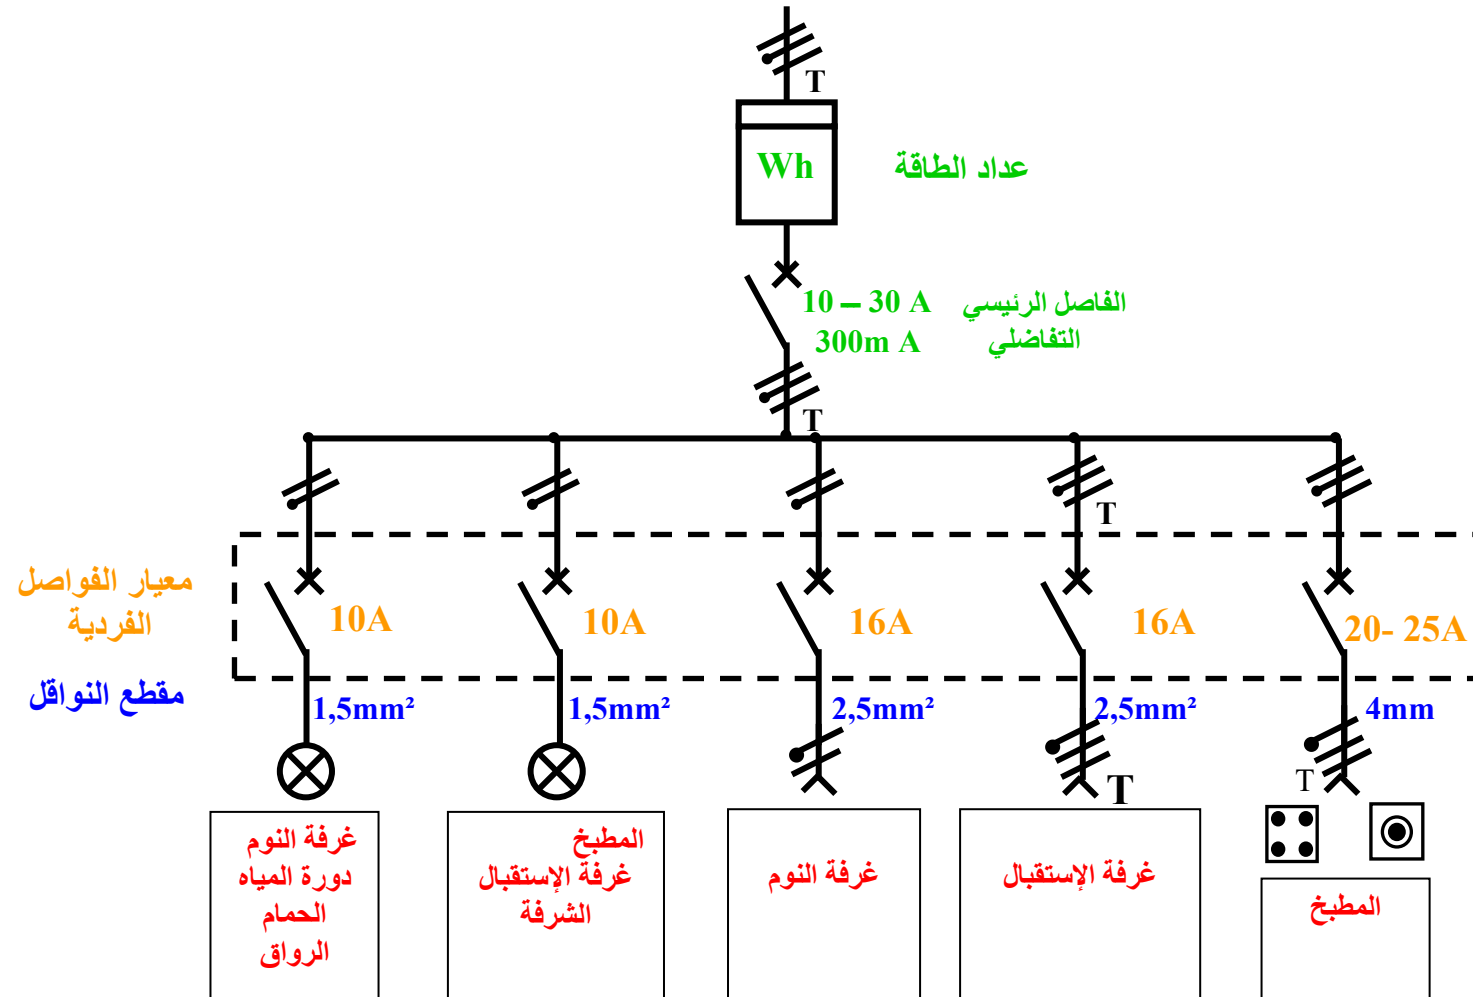 T
Wh
عداد الطاقة
10 – 30 A
300m A
الفاصل الرئيسي
التفاضلي
T
T
معيار الفواصل
الفردية
10A
10A
16A
16A
20- 25A
مقطع النواقل
1,5mm²
1,5mm²
2,5mm²
2,5mm²
4mm
T
T
غرفة النوم
دورة المياه
الحمام
الرواق
المطبخ
غرفة الإستقبال
الشرفة
غرفة النوم
غرفة الإستقبال
المطبخ